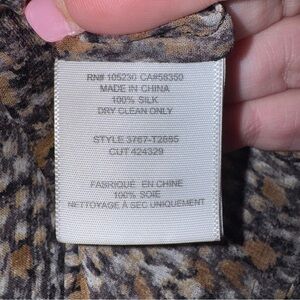 RN# 105230 CA#58350
MADE IN CHINA
100% SILK
DRY CLEAN ONLY
STYLE 3767-T2885
CUT 424329
FABRIQUÉ EN CHINE
100% SOIE
NETTOYAGE À SEC UNIQUEMENT